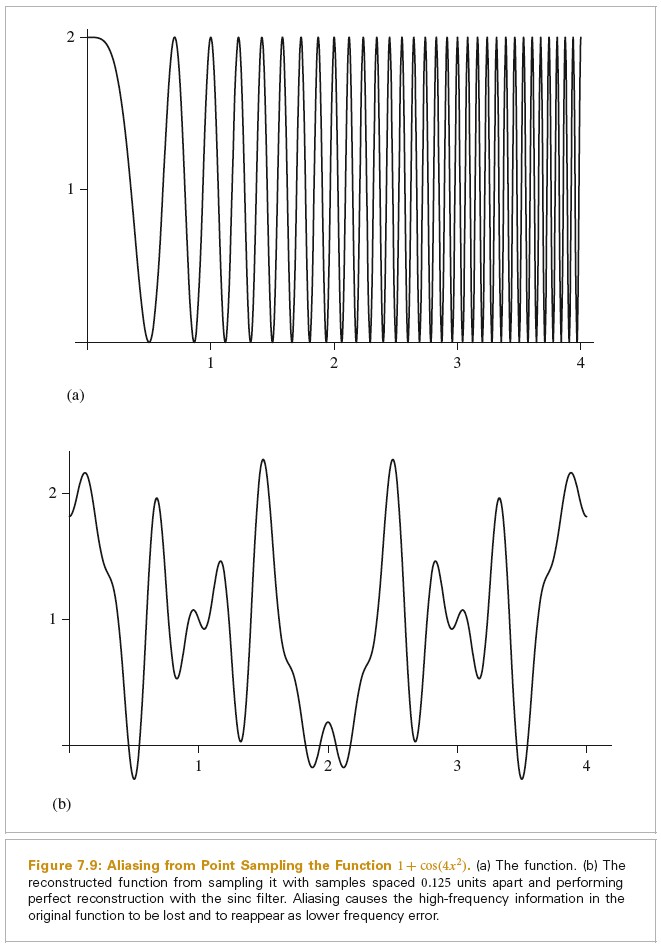 2
1
1 2 3 4
(a)
2
1
1 2 3 4
(b)
Figure 7.9: Aliasing from Point Sampling the Function 1 + cos(4x²). (a) The function. (b) The
reconstructed function from sampling it with samples spaced 0.125 units apart and performing
perfect reconstruction with the sinc filter. Aliasing causes the high-frequency information in the
original function to be lost and to reappear as lower frequency error.